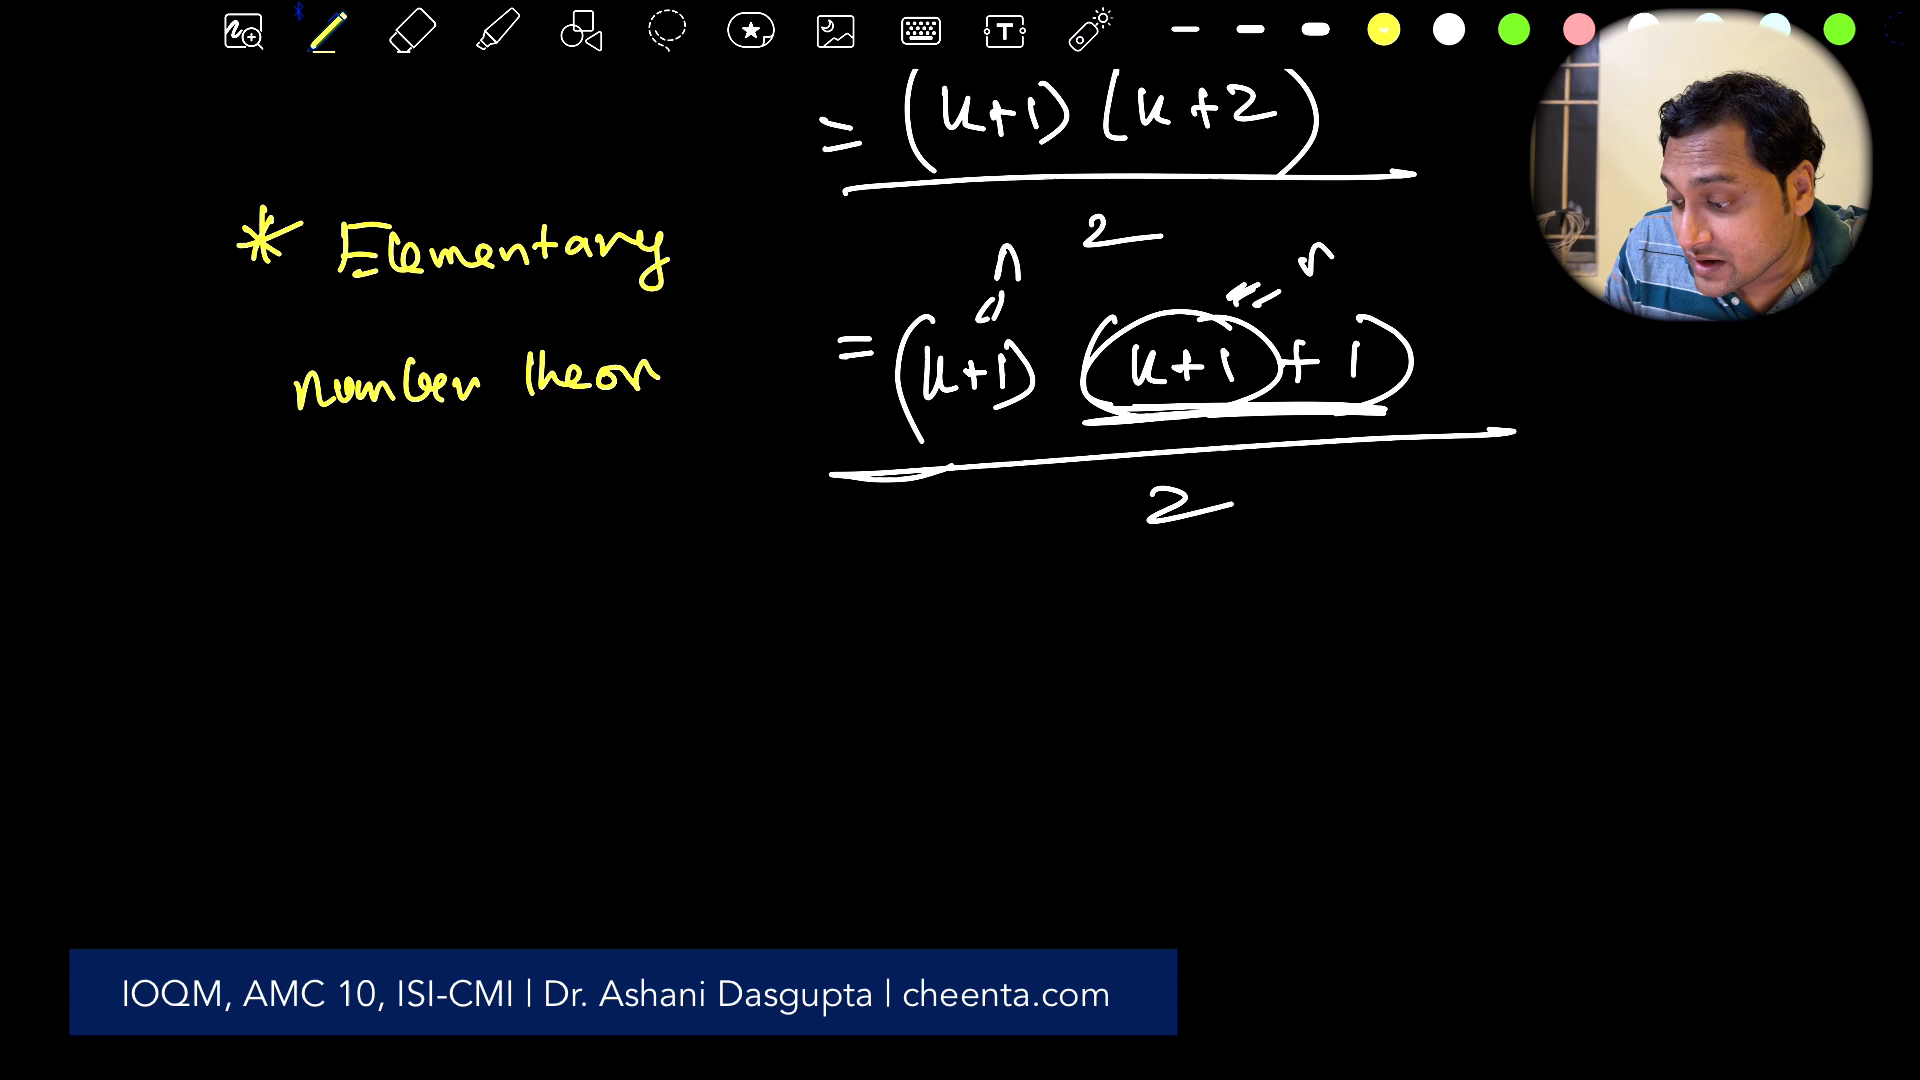 = (k+1) (k+2)
2
* Elementary
n n
number theor
= (k+1) (k+1 + 1)
2
IOQM, AMC 10, ISI-CMI | Dr. Ashani Dasgupta | cheenta.com